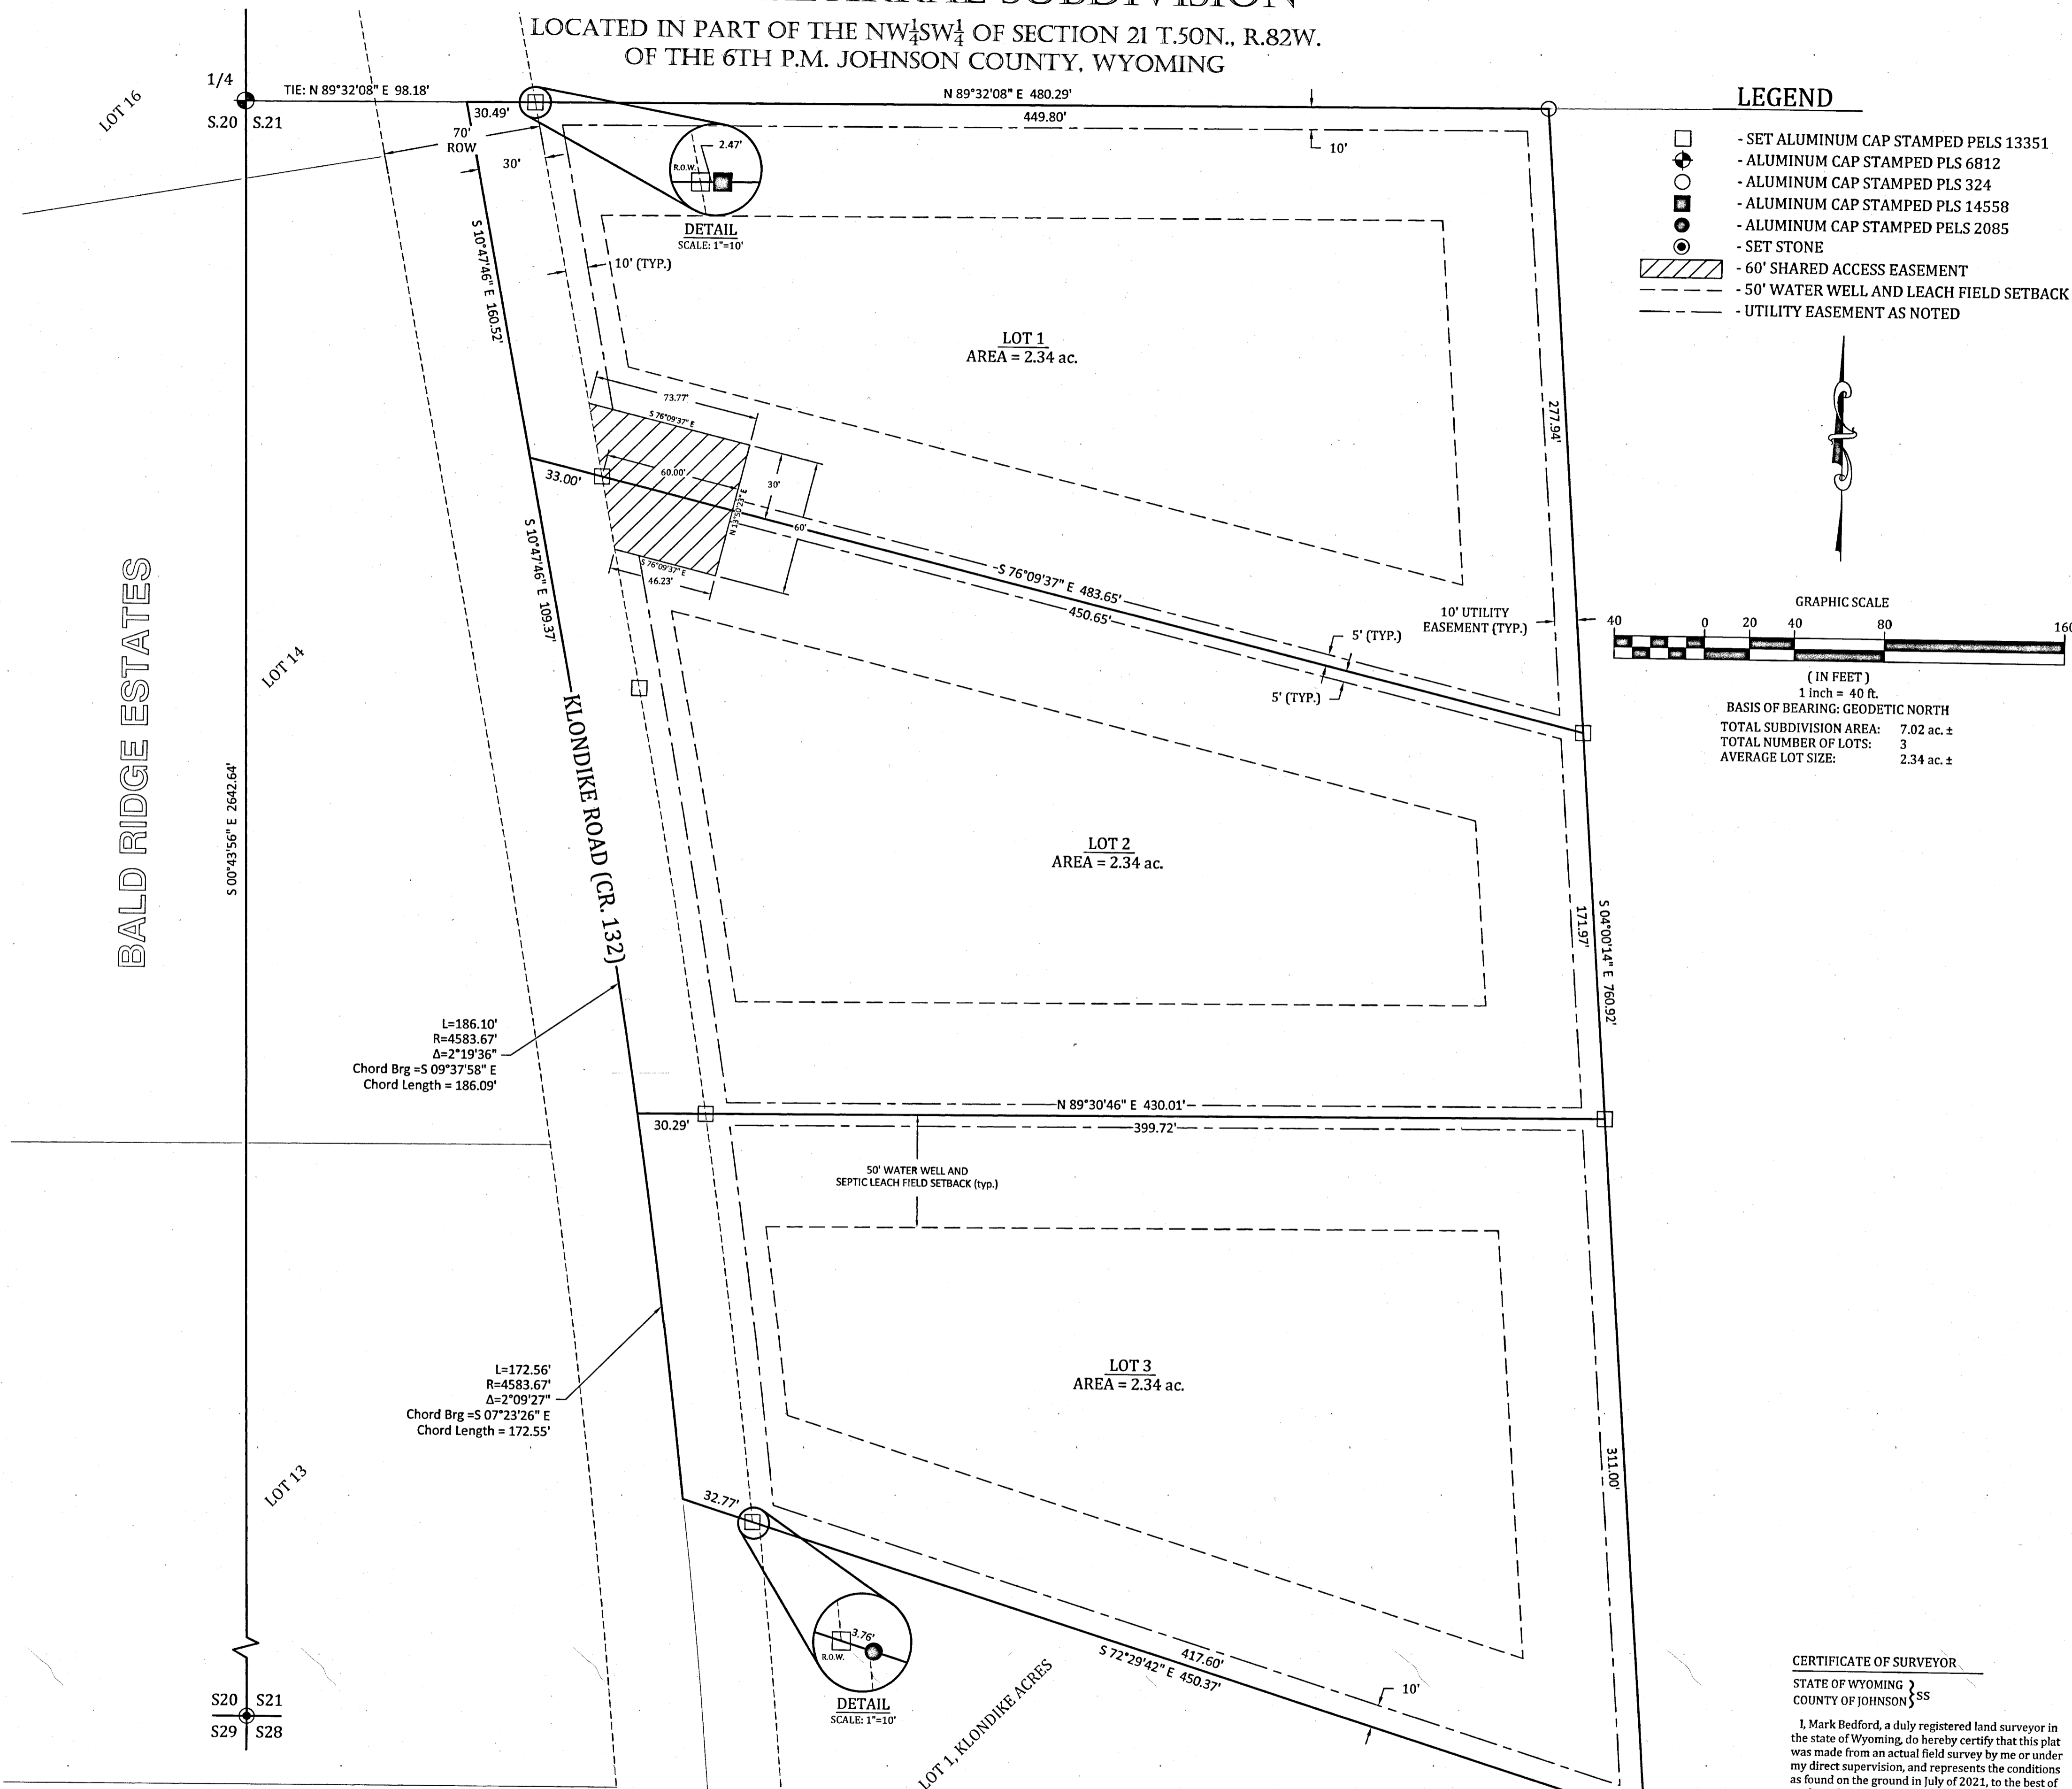 LOCATED IN PART OF THE NW¼SW¼ OF SECTION 21 T.50N., R.82W.
OF THE 6TH P.M. JOHNSON COUNTY, WYOMING
LOT 16
1/4
S.20 S.21
TIE: N 89°32'08" E 98.18'
30.49'
70'
ROW
30'
N 89°32'08" E 480.29'
449.80'
10'
2.47'
R.O.W.
DETAIL
SCALE: 1"=10'
S 10°47'46" E 160.52'
10' (TYP.)
LOT 1
AREA = 2.34 ac.
277.94'
73.77'
S 76°09'37" E
33.00'
60.00'
30'
N 13°50'23" E
60'
S 76°09'37" E
46.23'
S 10°47'46" E 109.37'
S 76°09'37" E 483.65'
450.65'
5' (TYP.)
5' (TYP.)
10' UTILITY
EASEMENT (TYP.)
LEGEND
- SET ALUMINUM CAP STAMPED PELS 13351
- ALUMINUM CAP STAMPED PLS 6812
- ALUMINUM CAP STAMPED PLS 324
- ALUMINUM CAP STAMPED PLS 14558
- ALUMINUM CAP STAMPED PELS 2085
- SET STONE
- 60' SHARED ACCESS EASEMENT
- 50' WATER WELL AND LEACH FIELD SETBACK
- UTILITY EASEMENT AS NOTED
GRAPHIC SCALE
40 0 20 40 80 160
( IN FEET )
1 inch = 40 ft.
BASIS OF BEARING: GEODETIC NORTH
TOTAL SUBDIVISION AREA: 7.02 ac. ±
TOTAL NUMBER OF LOTS: 3
AVERAGE LOT SIZE: 2.34 ac. ±
BALD RIDGE ESTATES
LOT 14
S 00°43'56" E 2642.64'
KLONDIKE ROAD (CR. 132)
LOT 2
AREA = 2.34 ac.
171.97'
S 04°00'14" E 760.92'
L=186.10'
R=4583.67'
Δ=2°19'36"
Chord Brg =S 09°37'58" E
Chord Length = 186.09'
30.29'
N 89°30'46" E 430.01'
399.72'
50' WATER WELL AND
SEPTIC LEACH FIELD SETBACK (typ.)
L=172.56'
R=4583.67'
Δ=2°09'27"
Chord Brg =S 07°23'26" E
Chord Length = 172.55'
LOT 3
AREA = 2.34 ac.
311.00'
LOT 13
32.77'
3.76'
R.O.W.
DETAIL
SCALE: 1"=10'
417.60'
S 72°29'42" E 450.37'
10'
LOT 1, KLONDIKE ACRES
S20 S21
S29 S28
CERTIFICATE OF SURVEYOR
STATE OF WYOMING
COUNTY OF JOHNSON } SS
I, Mark Bedford, a duly registered land surveyor in
the state of Wyoming, do hereby certify that this plat
was made from an actual field survey by me or under
my direct supervision, and represents the conditions
as found on the ground in July of 2021, to the best of